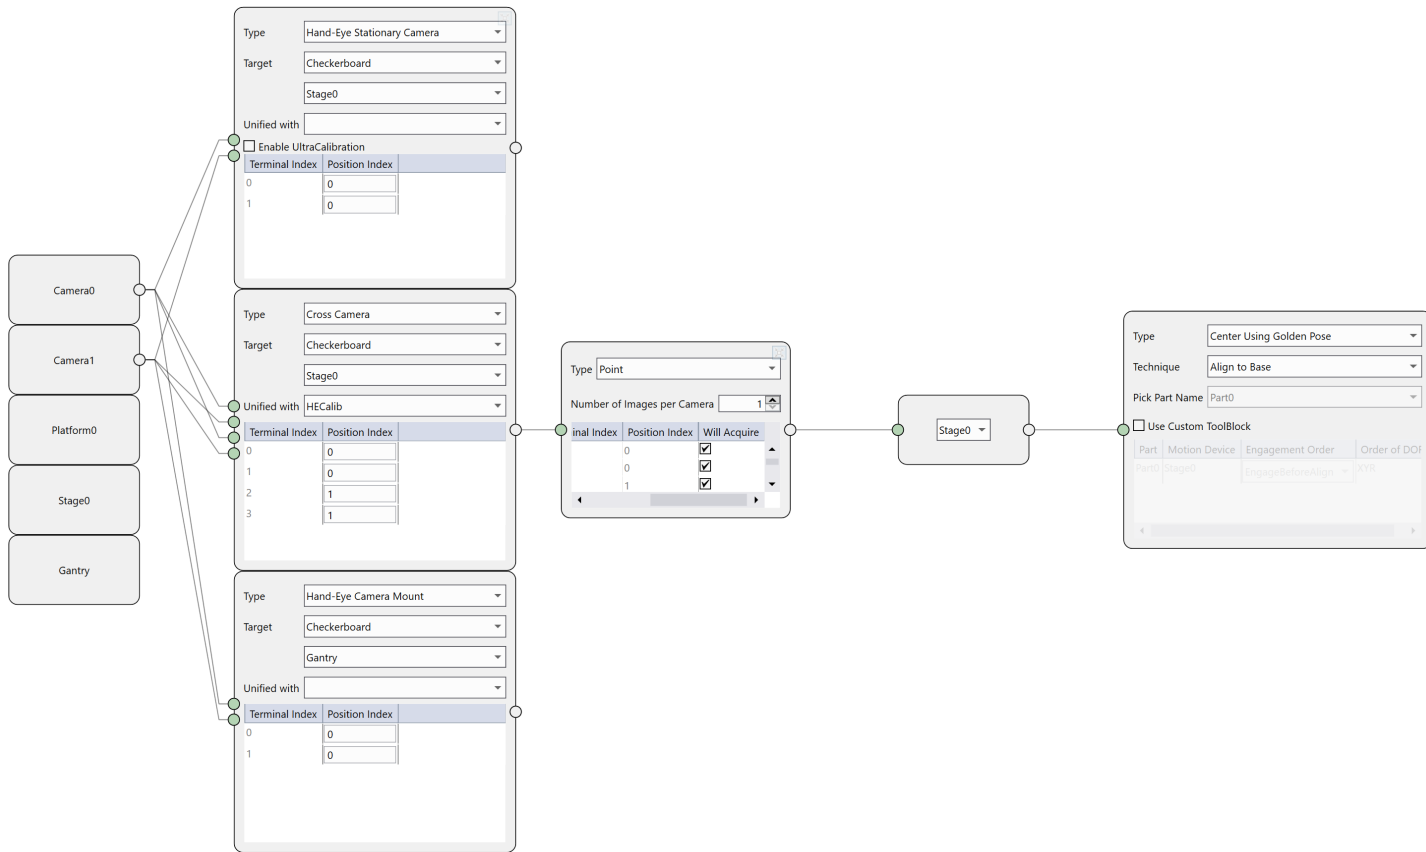 Camera0
Camera1
Platform0
Stage0
Gantry
Type Hand-Eye Stationary Camera
Target Checkerboard
Stage0
Unified with
Enable UltraCalibration
Terminal Index Position Index
0 0
1 0
Type Cross Camera
Target Checkerboard
Stage0
Unified with HECalib
Terminal Index Position Index
0 0
1 0
2 1
3 1
Type Hand-Eye Camera Mount
Target Checkerboard
Gantry
Unified with
Terminal Index Position Index
0 0
1 0
Type Point
Number of Images per Camera 1
inal Index Position Index Will Acquire
0
0
1
Stage0
Type Center Using Golden Pose
Technique Align to Base
Pick Part Name Part0
Use Custom ToolBlock
Part Motion Device Engagement Order Order of DOF
Part0 Stage0 EngageBeforeAlign XYR